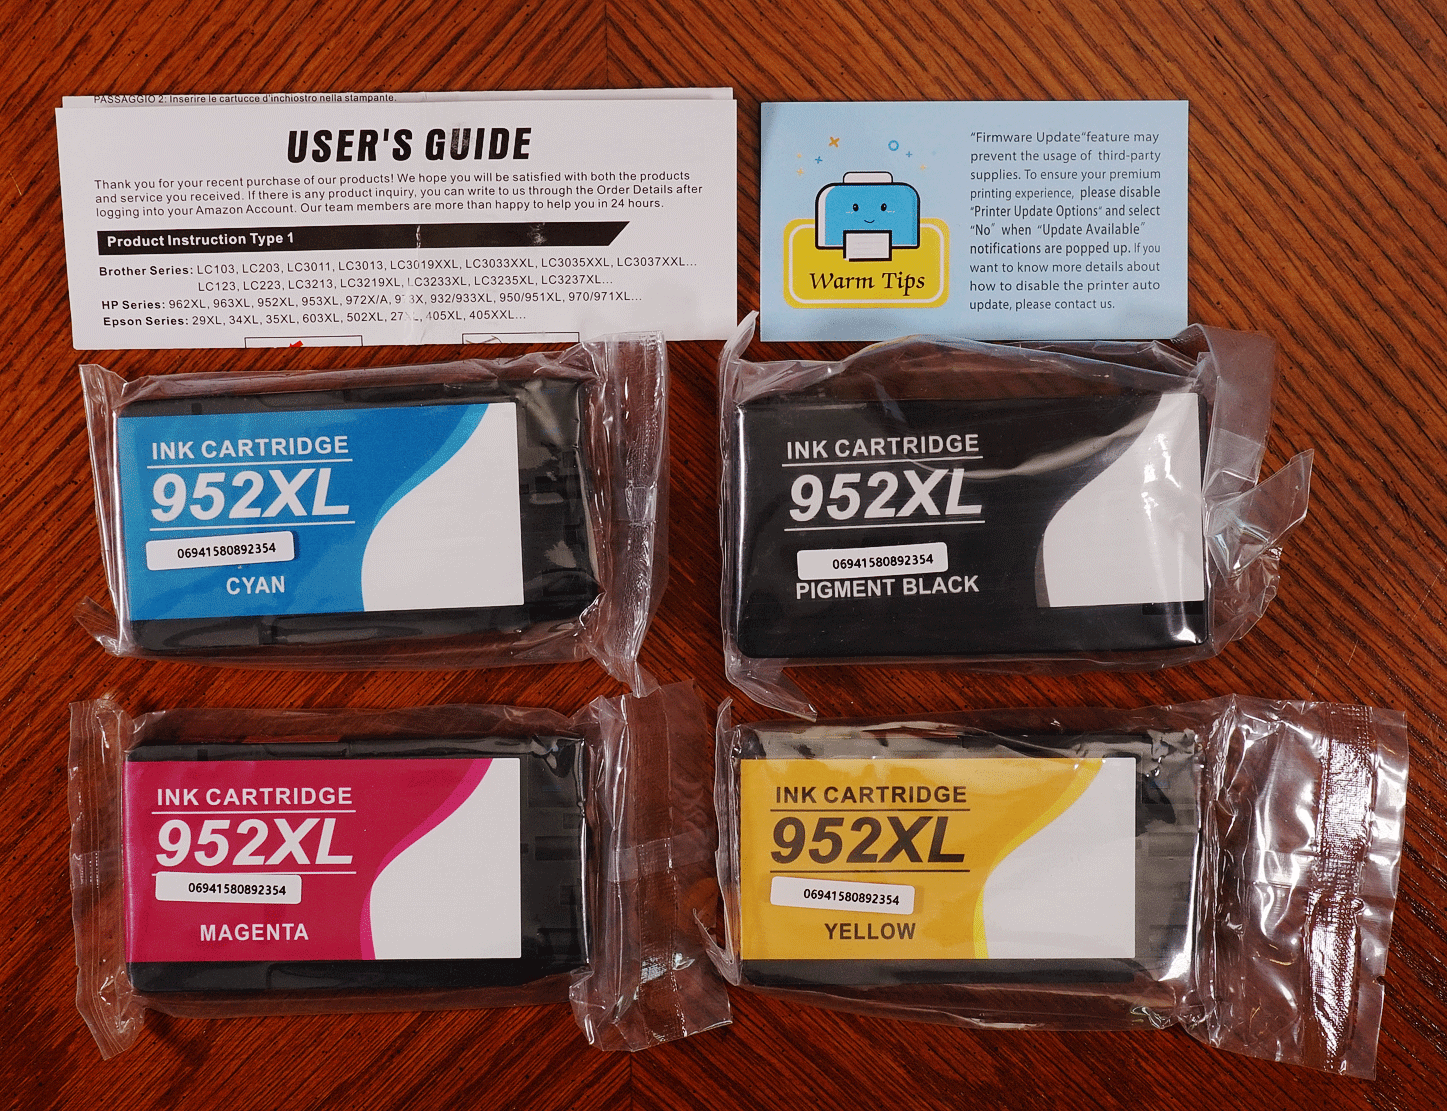 PASSAGGIO 2: Inserire le cartucce d'inchiostro nella stampante.
USER'S GUIDE
Thank you for your recent purchase of our products! We hope you will be satisfied with both the products
and service you received. If there is any product inquiry, you can write to us through the Order Details after
logging into your Amazon Account. Our team members are more than happy to help you in 24 hours.
Product Instruction Type 1
Brother Series: LC103, LC203, LC3011, LC3013, LC3019XXL, LC3033XXL, LC3035XXL, LC3037XXL...
LC123, LC223, LC3213, LC3219XL, LC3233XL, LC3235XL, LC3237XL...
HP Series: 962XL, 963XL, 952XL, 953XL, 972X/A, 973X, 932/933XL, 950/951XL, 970/971XL...
Epson Series: 29XL, 34XL, 35XL, 603XL, 502XL, 27XL, 405XL, 405XXL...
Warm Tips
"Firmware Update"feature may
prevent the usage of third-party
supplies. To ensure your premium
printing experience, please disable
"Printer Update Options" and select
"No" when "Update Available"
notifications are popped up. If you
want to know more details about
how to disable the printer auto
update, please contact us.
INK CARTRIDGE
952XL
06941580892354
CYAN
INK CARTRIDGE
952XL
06941580892354
PIGMENT BLACK
INK CARTRIDGE
952XL
06941580892354
MAGENTA
INK CARTRIDGE
952XL
06941580892354
YELLOW